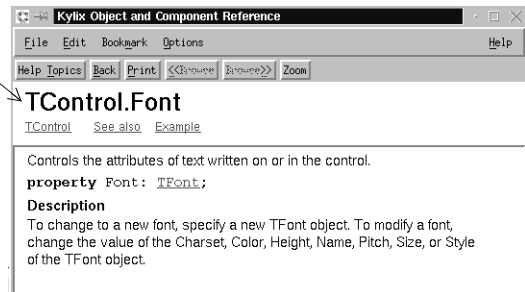 Kylix Object and Component Reference
File Edit Bookmark Options Help
Help Topics Back Print <<Browse Browse>> Zoom
TControl.Font
TControl See also Example
Controls the attributes of text written on or in the control.
property Font: TFont;
Description
To change to a new font, specify a new TFont object. To modify a font,
change the value of the Charset, Color, Height, Name, Pitch, Size, or Style
of the TFont object.